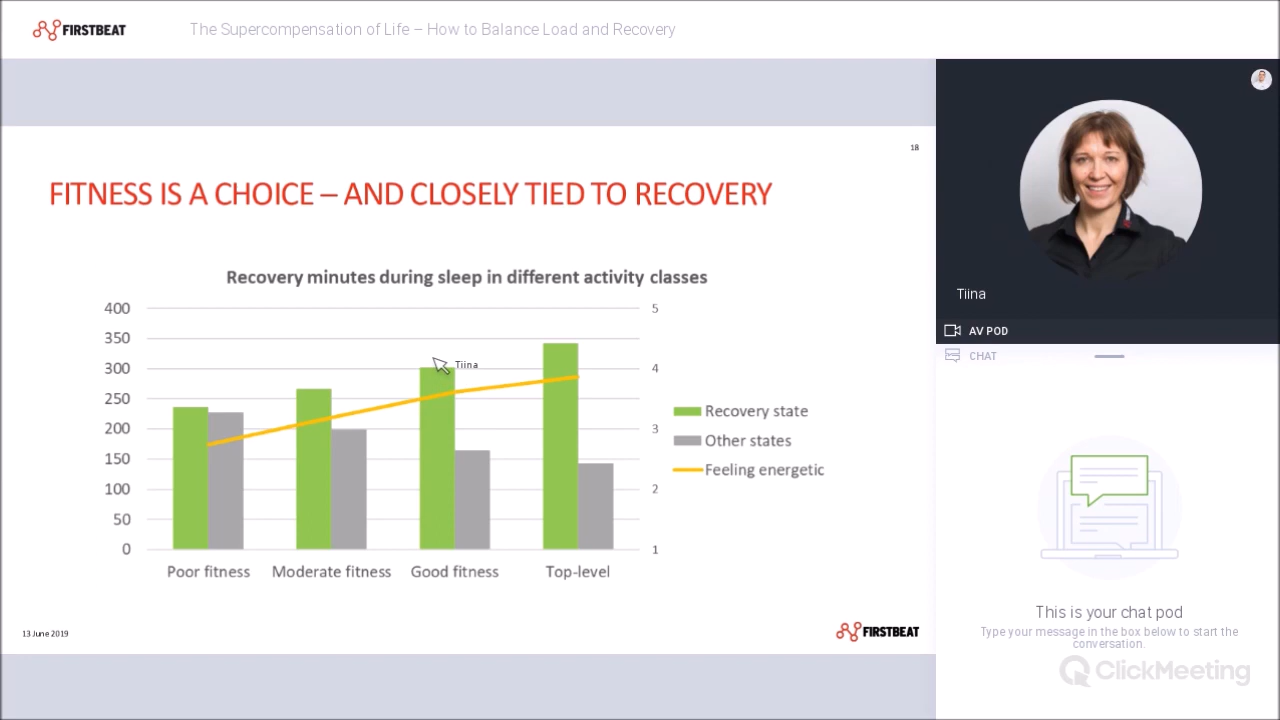 FIRSTBEAT
The Supercompensation of Life – How to Balance Load and Recovery
18
FITNESS IS A CHOICE – AND CLOSELY TIED TO RECOVERY
Recovery minutes during sleep in different activity classes
400
350
300
250
200
150
100
50
0
5
4
3
2
1
Tiina
Recovery state
Other states
Feeling energetic
Poor fitness
Moderate fitness
Good fitness
Top-level
13 June 2019
FIRSTBEAT
Tiina
AV POD
CHAT
This is your chat pod
Type your message in the box below to start the
conversation.
ClickMeeting